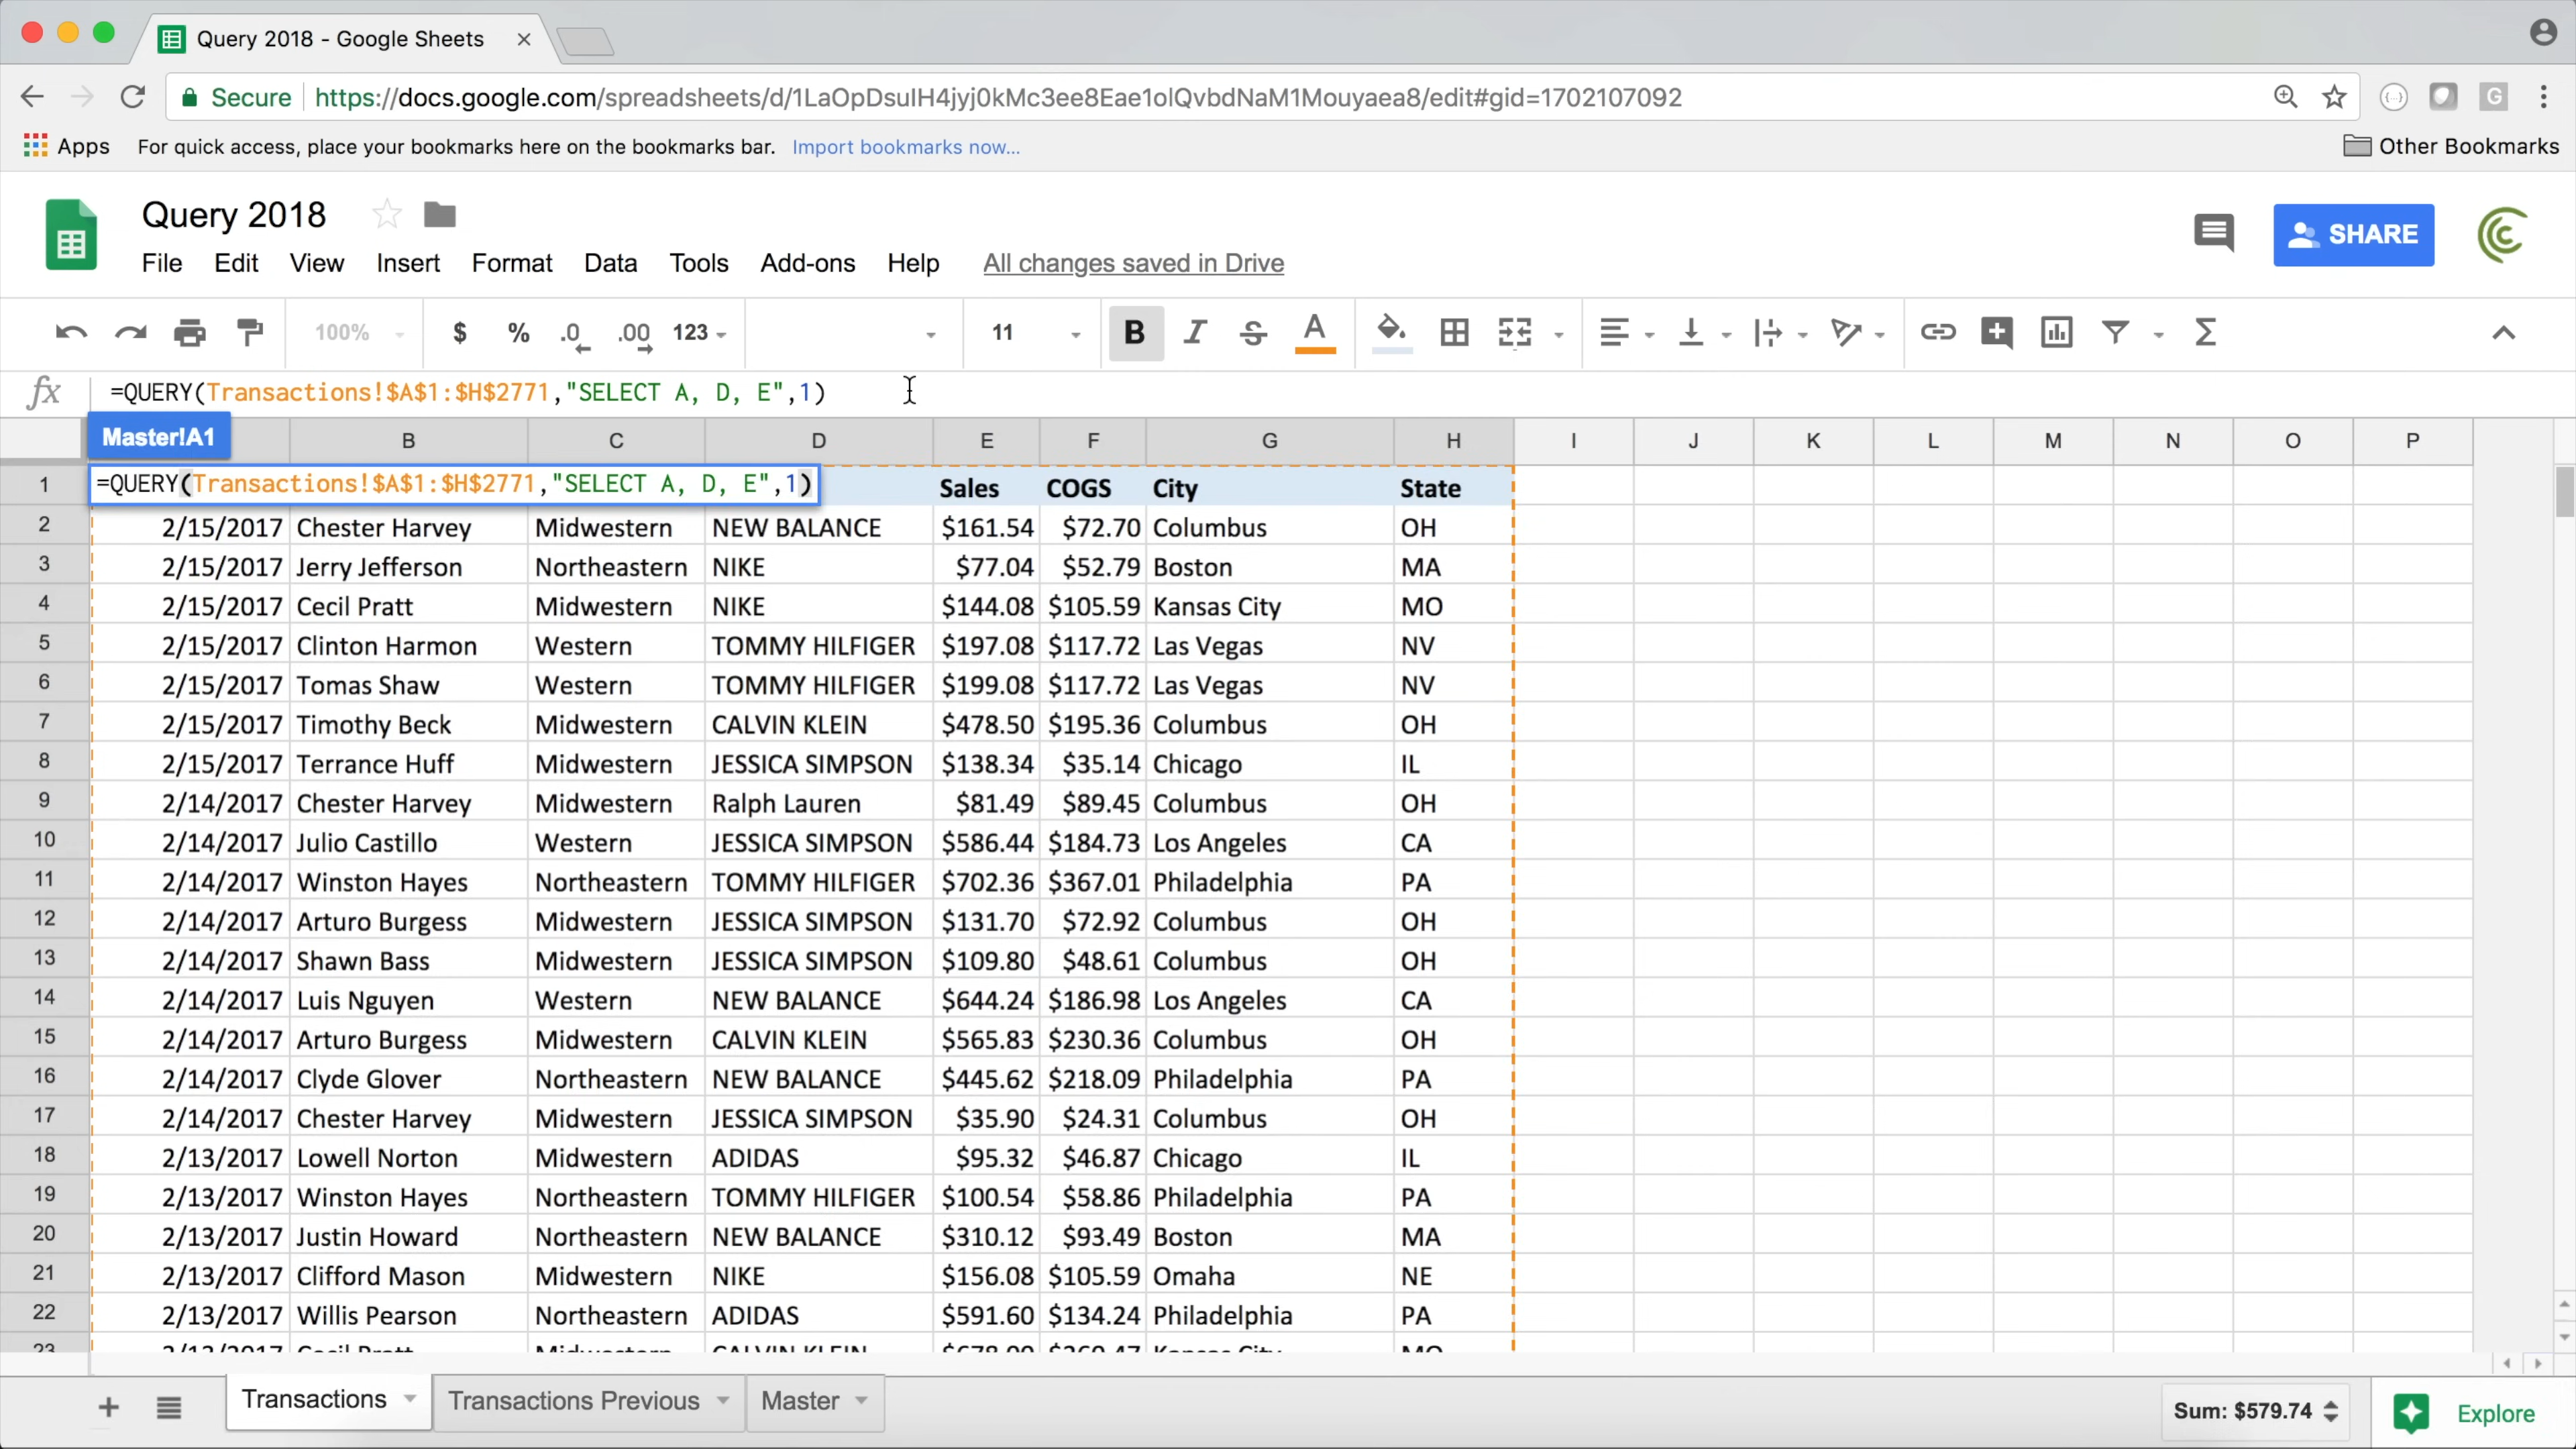 Query 2018 - Google Sheets
Secure https://docs.google.com/spreadsheets/d/1LaOpDsuIH4jyj0kMc3ee8Eae1olQvbdNaM1Mouyaea8/edit#gid=1702107092
G
Apps For quick access, place your bookmarks here on the bookmarks bar. Import bookmarks now... Other Bookmarks
Query 2018
SHARE
File Edit View Insert Format Data Tools Add-ons Help All changes saved in Drive
100% $ % .0 .00 123 11 B I S A Σ
fx =QUERY(Transactions!$A$1:$H$2771,"SELECT A, D, E",1)
Master!A1 B C D E F G H I J K L M N O P
1 =QUERY(Transactions!$A$1:$H$2771,"SELECT A, D, E",1) Sales COGS City State
2 2/15/2017 Chester Harvey Midwestern NEW BALANCE $161.54 $72.70 Columbus OH
3 2/15/2017 Jerry Jefferson Northeastern NIKE $77.04 $52.79 Boston MA
4 2/15/2017 Cecil Pratt Midwestern NIKE $144.08 $105.59 Kansas City MO
5 2/15/2017 Clinton Harmon Western TOMMY HILFIGER $197.08 $117.72 Las Vegas NV
6 2/15/2017 Tomas Shaw Western TOMMY HILFIGER $199.08 $117.72 Las Vegas NV
7 2/15/2017 Timothy Beck Midwestern CALVIN KLEIN $478.50 $195.36 Columbus OH
8 2/15/2017 Terrance Huff Midwestern JESSICA SIMPSON $138.34 $35.14 Chicago IL
9 2/14/2017 Chester Harvey Midwestern Ralph Lauren $81.49 $89.45 Columbus OH
10 2/14/2017 Julio Castillo Western JESSICA SIMPSON $586.44 $184.73 Los Angeles CA
11 2/14/2017 Winston Hayes Northeastern TOMMY HILFIGER $702.36 $367.01 Philadelphia PA
12 2/14/2017 Arturo Burgess Midwestern JESSICA SIMPSON $131.70 $72.92 Columbus OH
13 2/14/2017 Shawn Bass Midwestern JESSICA SIMPSON $109.80 $48.61 Columbus OH
14 2/14/2017 Luis Nguyen Western NEW BALANCE $644.24 $186.98 Los Angeles CA
15 2/14/2017 Arturo Burgess Midwestern CALVIN KLEIN $565.83 $230.36 Columbus OH
16 2/14/2017 Clyde Glover Northeastern NEW BALANCE $445.62 $218.09 Philadelphia PA
17 2/14/2017 Chester Harvey Midwestern JESSICA SIMPSON $35.90 $24.31 Columbus OH
18 2/13/2017 Lowell Norton Midwestern ADIDAS $95.32 $46.87 Chicago IL
19 2/13/2017 Winston Hayes Northeastern TOMMY HILFIGER $100.54 $58.86 Philadelphia PA
20 2/13/2017 Justin Howard Northeastern NEW BALANCE $310.12 $93.49 Boston MA
21 2/13/2017 Clifford Mason Midwestern NIKE $156.08 $105.59 Omaha NE
22 2/13/2017 Willis Pearson Northeastern ADIDAS $591.60 $134.24 Philadelphia PA
23 2/13/2017 Cecil Pratt Midwestern CALVIN KLEIN Kansas City MO
Transactions Transactions Previous Master Sum: $579.74 Explore